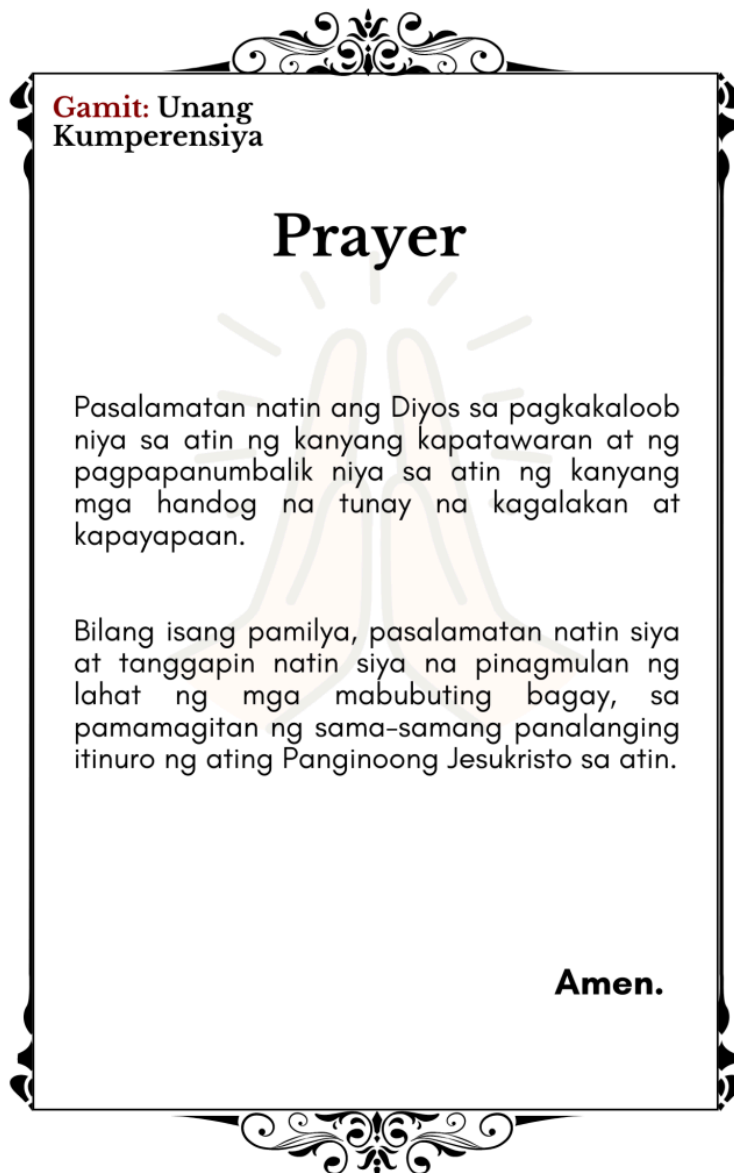 Gamit: Unang
Kumperensiya
Prayer
Pasalamatan natin ang Diyos sa pagkakaloob
niya sa atin ng kanyang kapatawaran at ng
pagpapanumbalik niya sa atin ng kanyang
mga handog na tunay na kagalakan at
kapayapaan.
Bilang isang pamilya, pasalamatan natin siya
at tanggapin natin siya na pinagmulan ng
lahat ng mga mabubuting bagay, sa
pamamagitan ng sama-samang panalanging
itinuro ng ating Panginoong Jesukristo sa atin.
Amen.